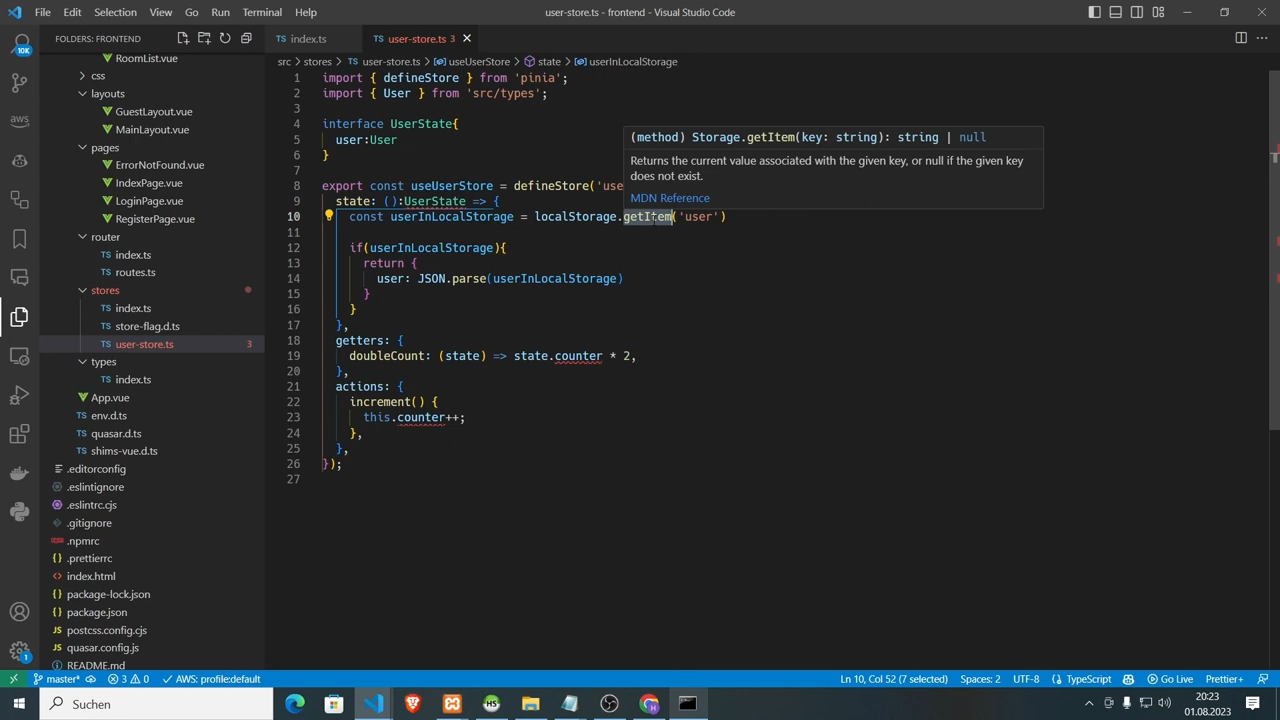 File Edit Selection View Go Run Terminal Help
user-store.ts - frontend - Visual Studio Code
FOLDERS: FRONTEND
index.ts
user-store.ts 3
10K
aws
1
RoomList.vue
css
layouts
GuestLayout.vue
MainLayout.vue
pages
ErrorNotFound.vue
IndexPage.vue
LoginPage.vue
RegisterPage.vue
router
index.ts
routes.ts
stores
index.ts
store-flag.d.ts
user-store.ts 3
types
index.ts
App.vue
env.d.ts
quasar.d.ts
shims-vue.d.ts
.editorconfig
.eslintignore
.eslintrc.cjs
.gitignore
.npmrc
.prettierrc
index.html
package-lock.json
package.json
postcss.config.cjs
quasar.config.js
README.md
src > stores > user-store.ts > useUserStore > state > userInLocalStorage
1 import { defineStore } from 'pinia';
2 import { User } from 'src/types';
3
4 interface UserState{
5 user:User
6 }
7
8 export const useUserStore = defineStore('use
9 state: ():UserState => {
10 const userInLocalStorage = localStorage.getItem('user')
11
12 if(userInLocalStorage){
13 return {
14 user: JSON.parse(userInLocalStorage)
15 }
16 }
17 },
18 getters: {
19 doubleCount: (state) => state.counter * 2,
20 },
21 actions: {
22 increment() {
23 this.counter++;
24 },
25 },
26 });
27
(method) Storage.getItem(key: string): string | null
Returns the current value associated with the given key, or null if the given key
does not exist.
MDN Reference
master* 3 0 AWS: profile:default
Ln 10, Col 52 (7 selected) Spaces: 2 UTF-8 {} TypeScript Go Live Prettier+
Suchen
HS
20:23
01.08.2023